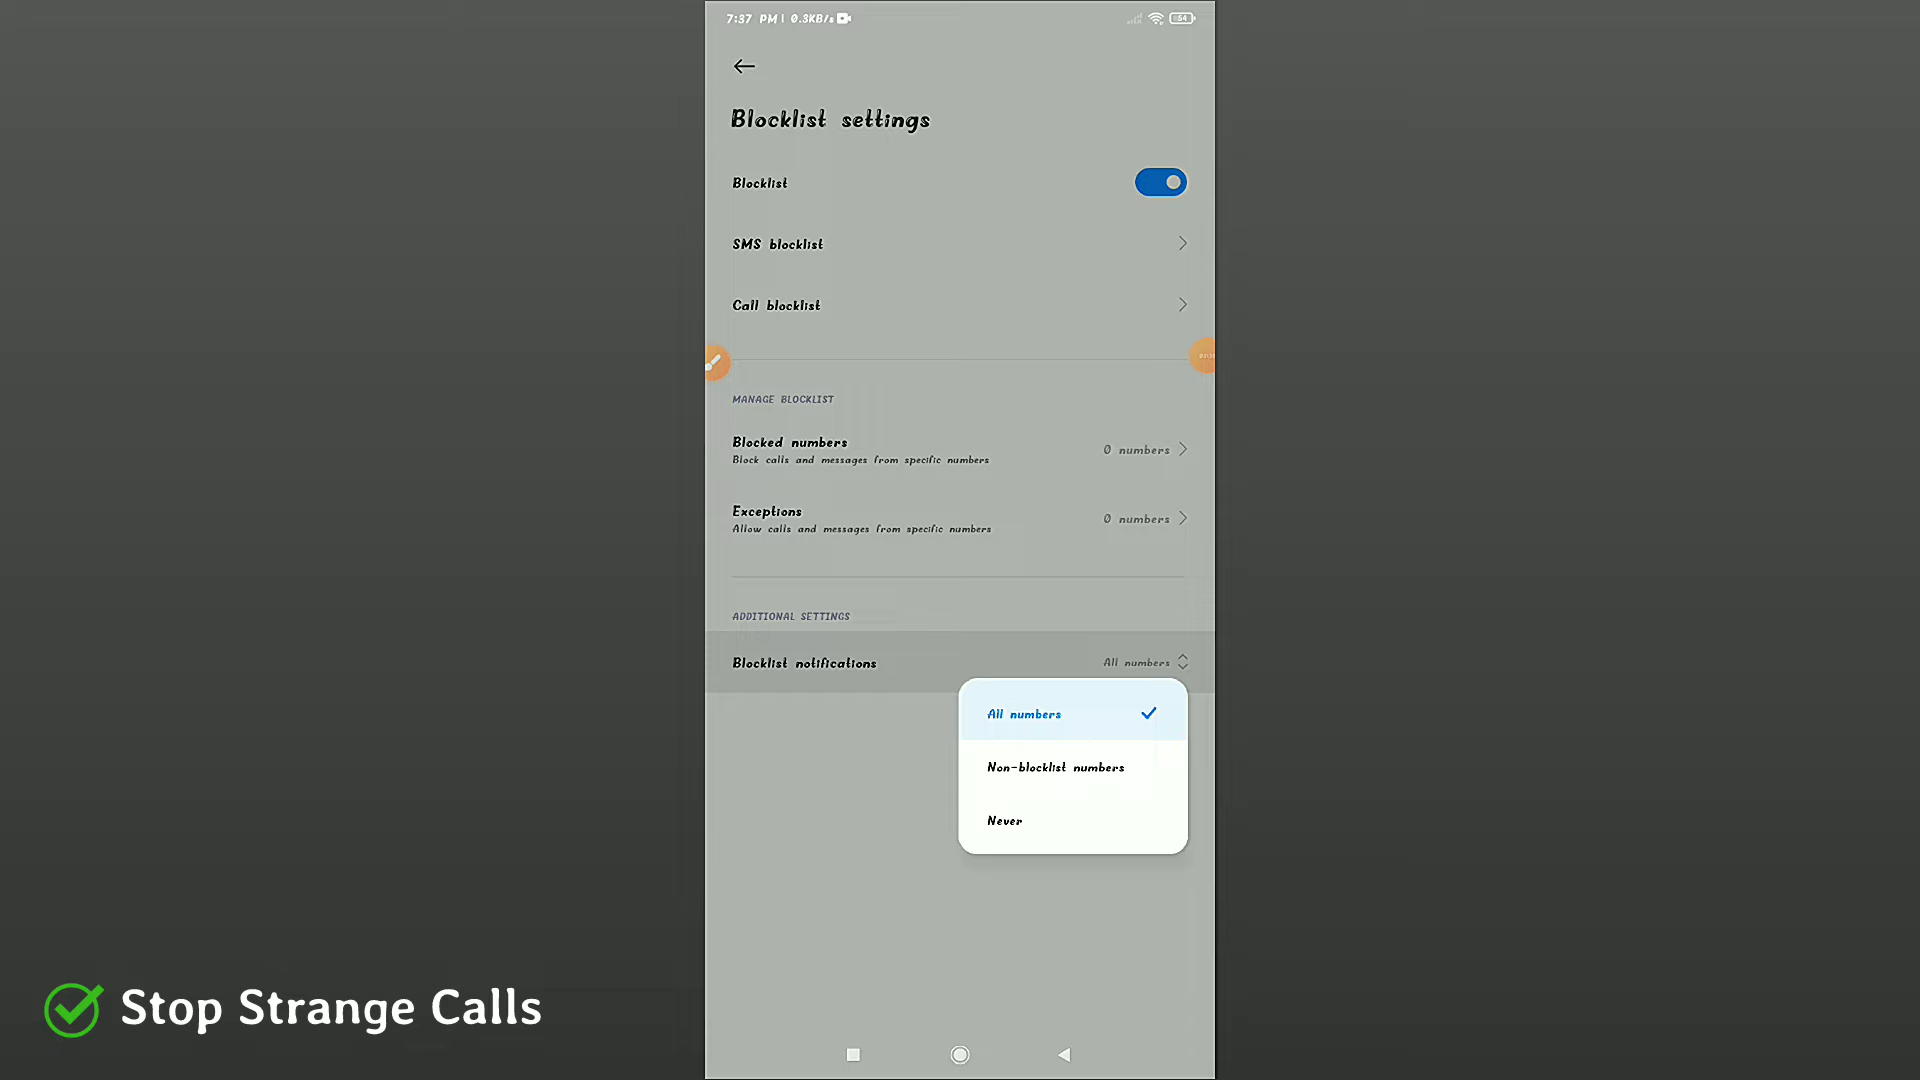 7:37 PM | 0.3KB/s
54
Blocklist settings
Blocklist
SMS blocklist
Call blocklist
MANAGE BLOCKLIST
Blocked numbers
Block calls and messages from specific numbers
0 numbers
Exceptions
Allow calls and messages from specific numbers
0 numbers
ADDITIONAL SETTINGS
Blocklist notifications
All numbers
All numbers
Non-blocklist numbers
Never
Stop Strange Calls